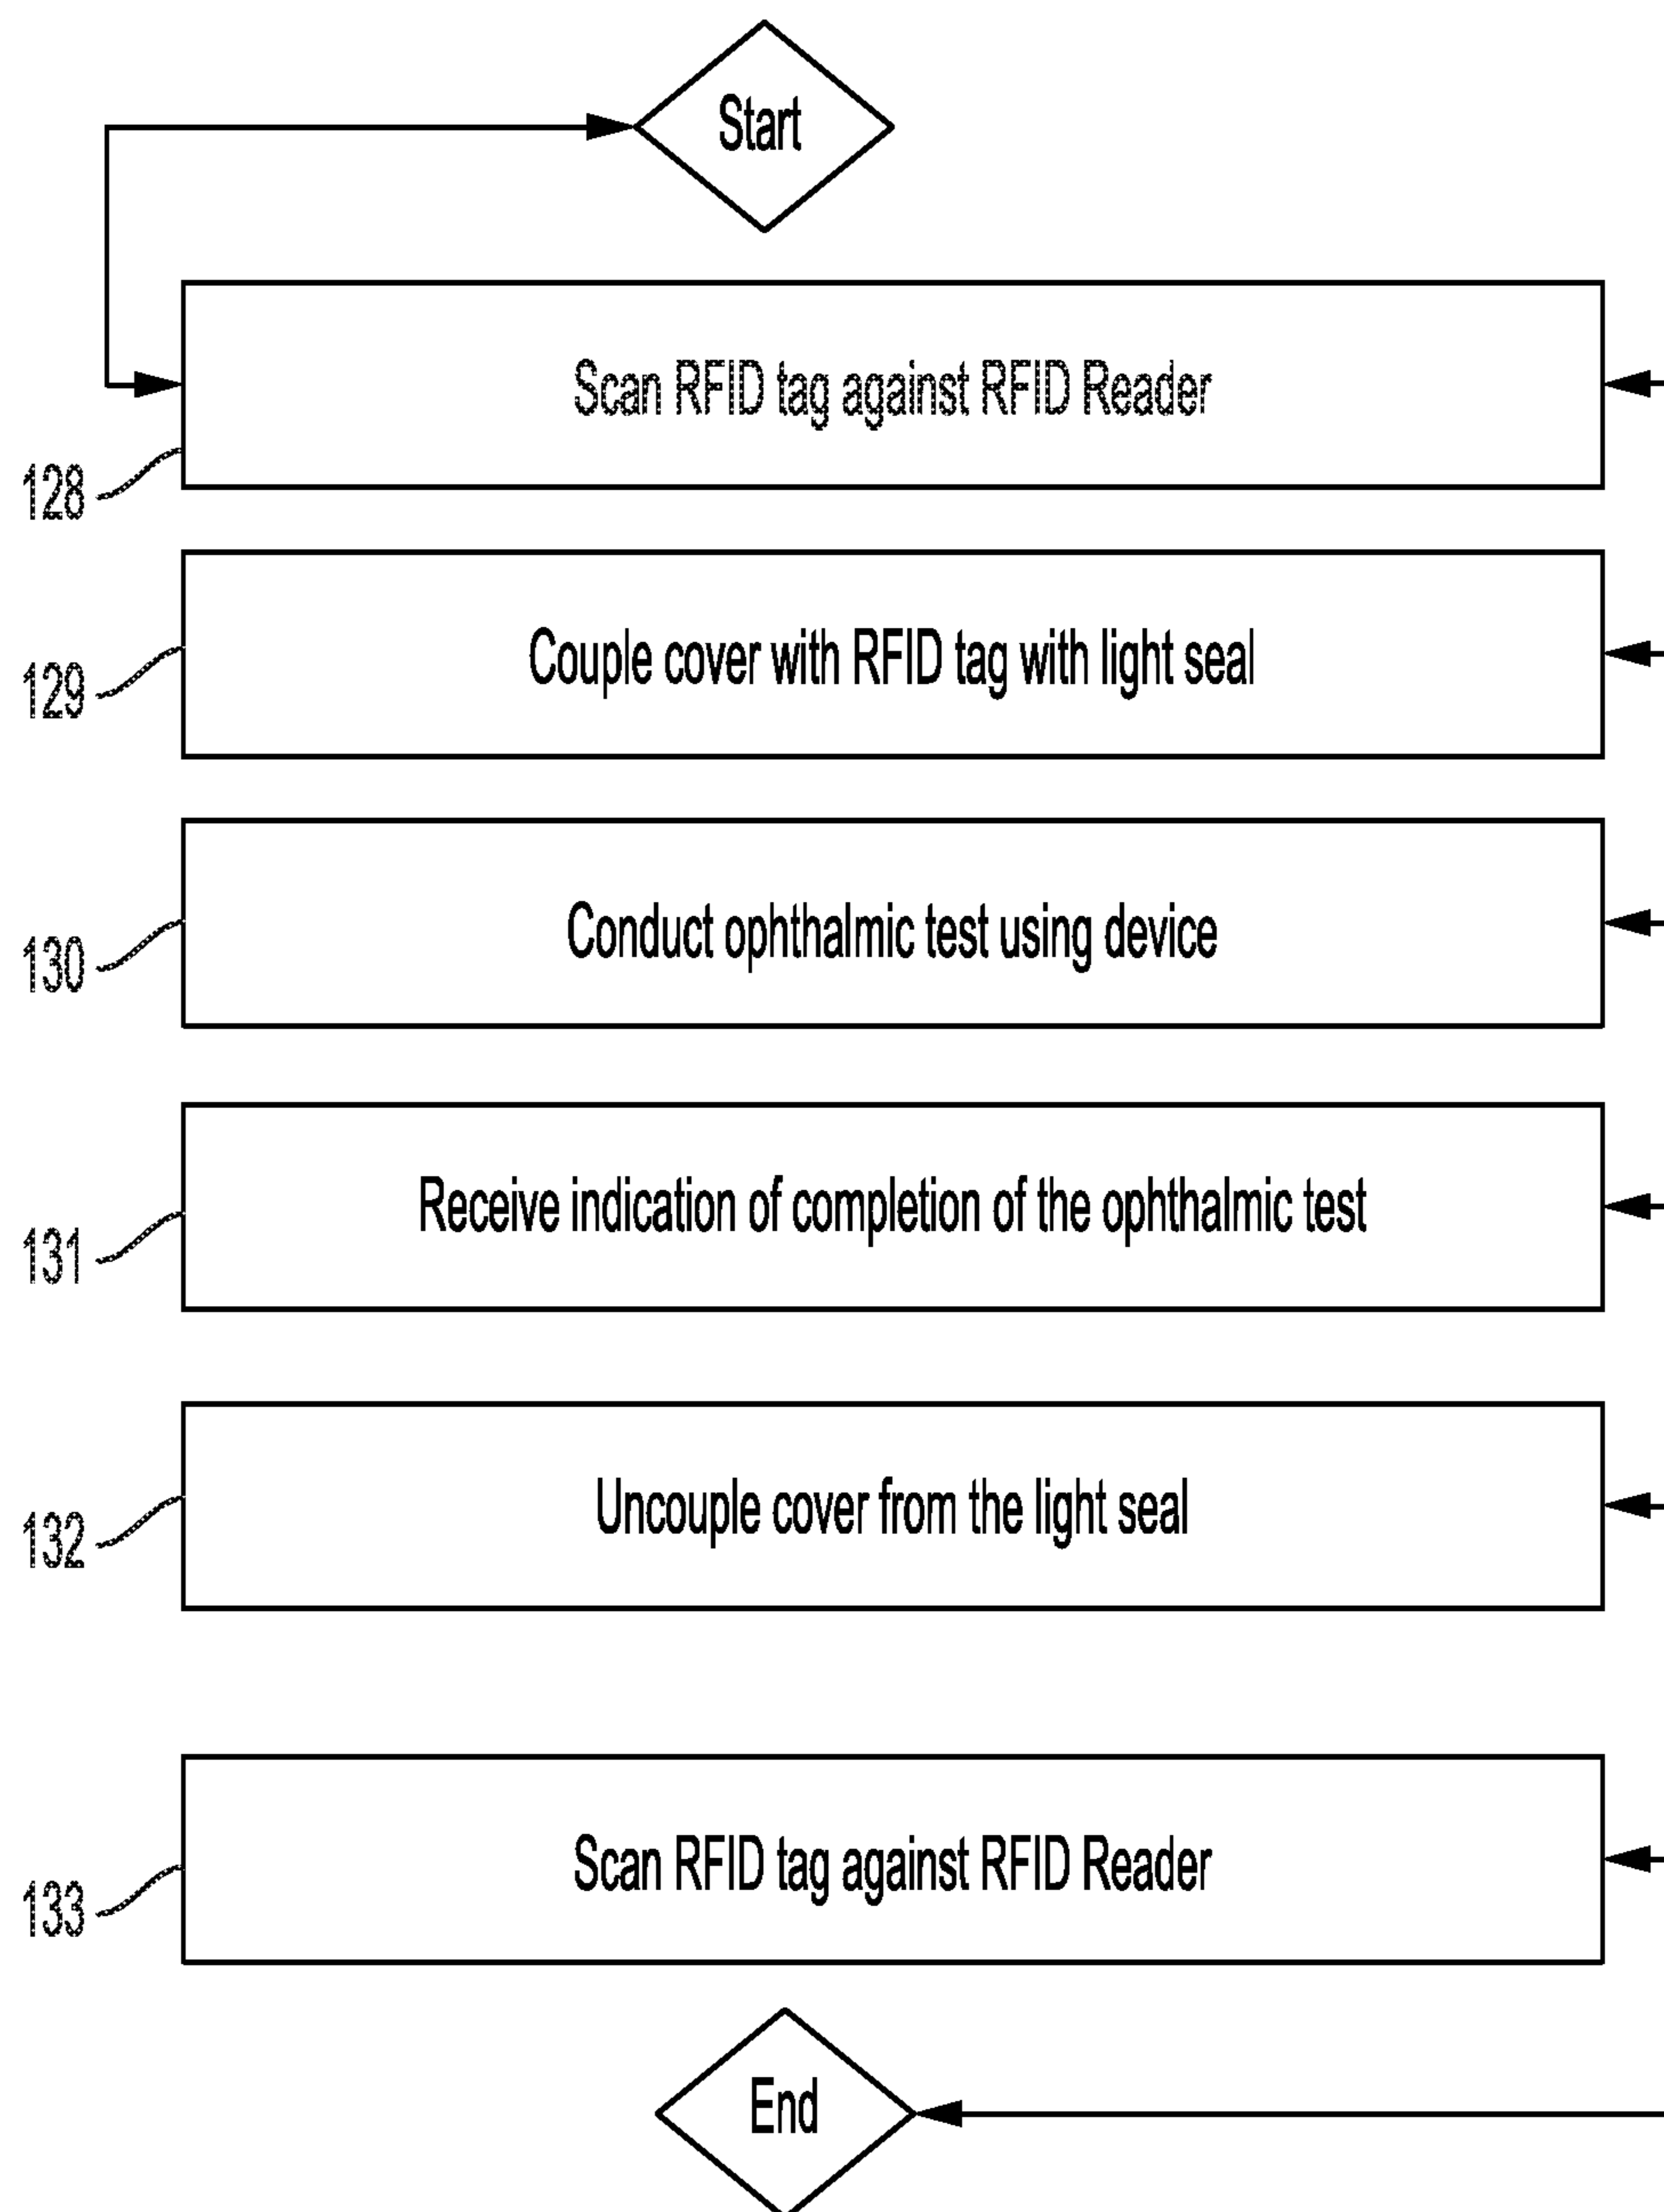 Start
Scan RFID tag against RFID Reader
128
Couple cover with RFID tag with light seal
129
Conduct ophthalmic test using device
130
Receive indication of completion of the ophthalmic test
131
Uncouple cover from the light seal
132
Scan RFID tag against RFID Reader
133
End